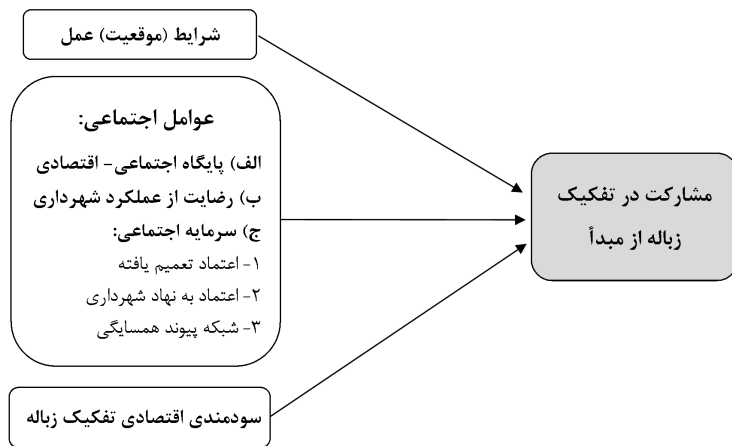 شرایط (موقعیت) عمل
عوامل اجتماعی:
الف) پایگاه اجتماعی- اقتصادی
ب) رضایت از عملکرد شهرداری
ج) سرمایه اجتماعی:
۱- اعتماد تعمیم یافته
۲- اعتماد به نهاد شهرداری
۳- شبکه پیوند همسایگی
سودمندی اقتصادی تفکیک زباله
مشارکت در تفکیک
زباله از مبدأ